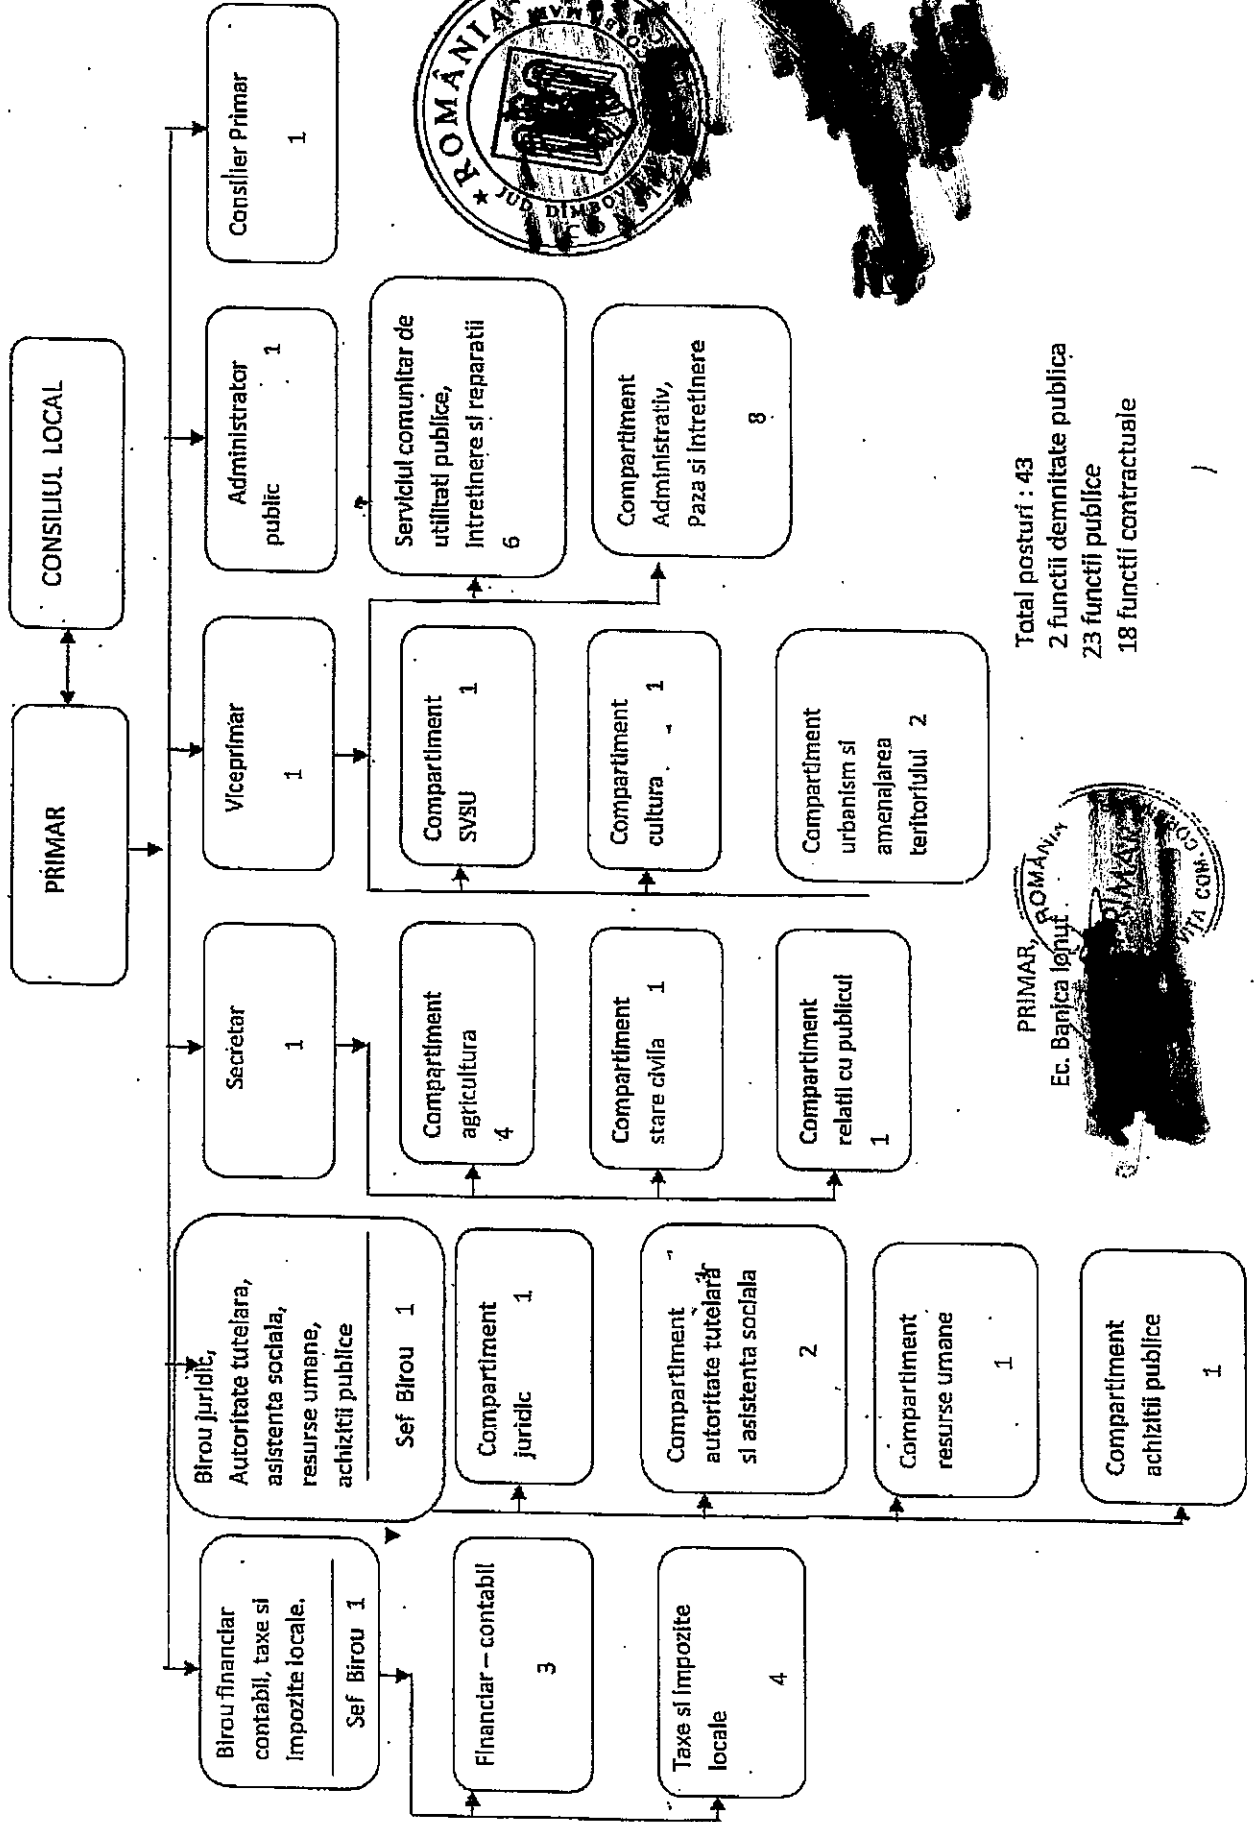 PRIMAR
CONSILIUL LOCAL
Birou financiar
contabil, taxe si
impozite locale.
Sef Birou 1
Birou juridic,
Autoritate tutelara,
asistenta sociala,
resurse umane,
achizitii publice
Sef Birou 1
Secretar
1
Viceprimar
1
Administrator
public 1
Consilier Primar
1
Financiar – contabil
3
Taxe si impozite
locale
4
Compartiment
juridic 1
Compartiment
autoritate tutelară
si asistenta sociala
2
Compartiment
resurse umane
1
Compartiment
achizitii publice
1
Compartiment
agricultura
4
Compartiment
stare civila 1
Compartiment
relatii cu publicul
1
Compartiment
SVSU 1
Compartiment
cultura 1
Compartiment
urbanism si
amenajarea
teritoriului 2
Serviciul comunitar de
utilitati publice,
intretinere si reparatii
6
Compartiment
Administrativ,
Paza si intretinere
8
Total posturi : 43
2 functii demnitate publica
23 functii publice
18 functii contractuale
PRIMAR,
Ec. Banica Ionut
ROMÂNIA
PRIMAR
COM.
★ ROMÂNIA
JUD DIMBOVIȚA